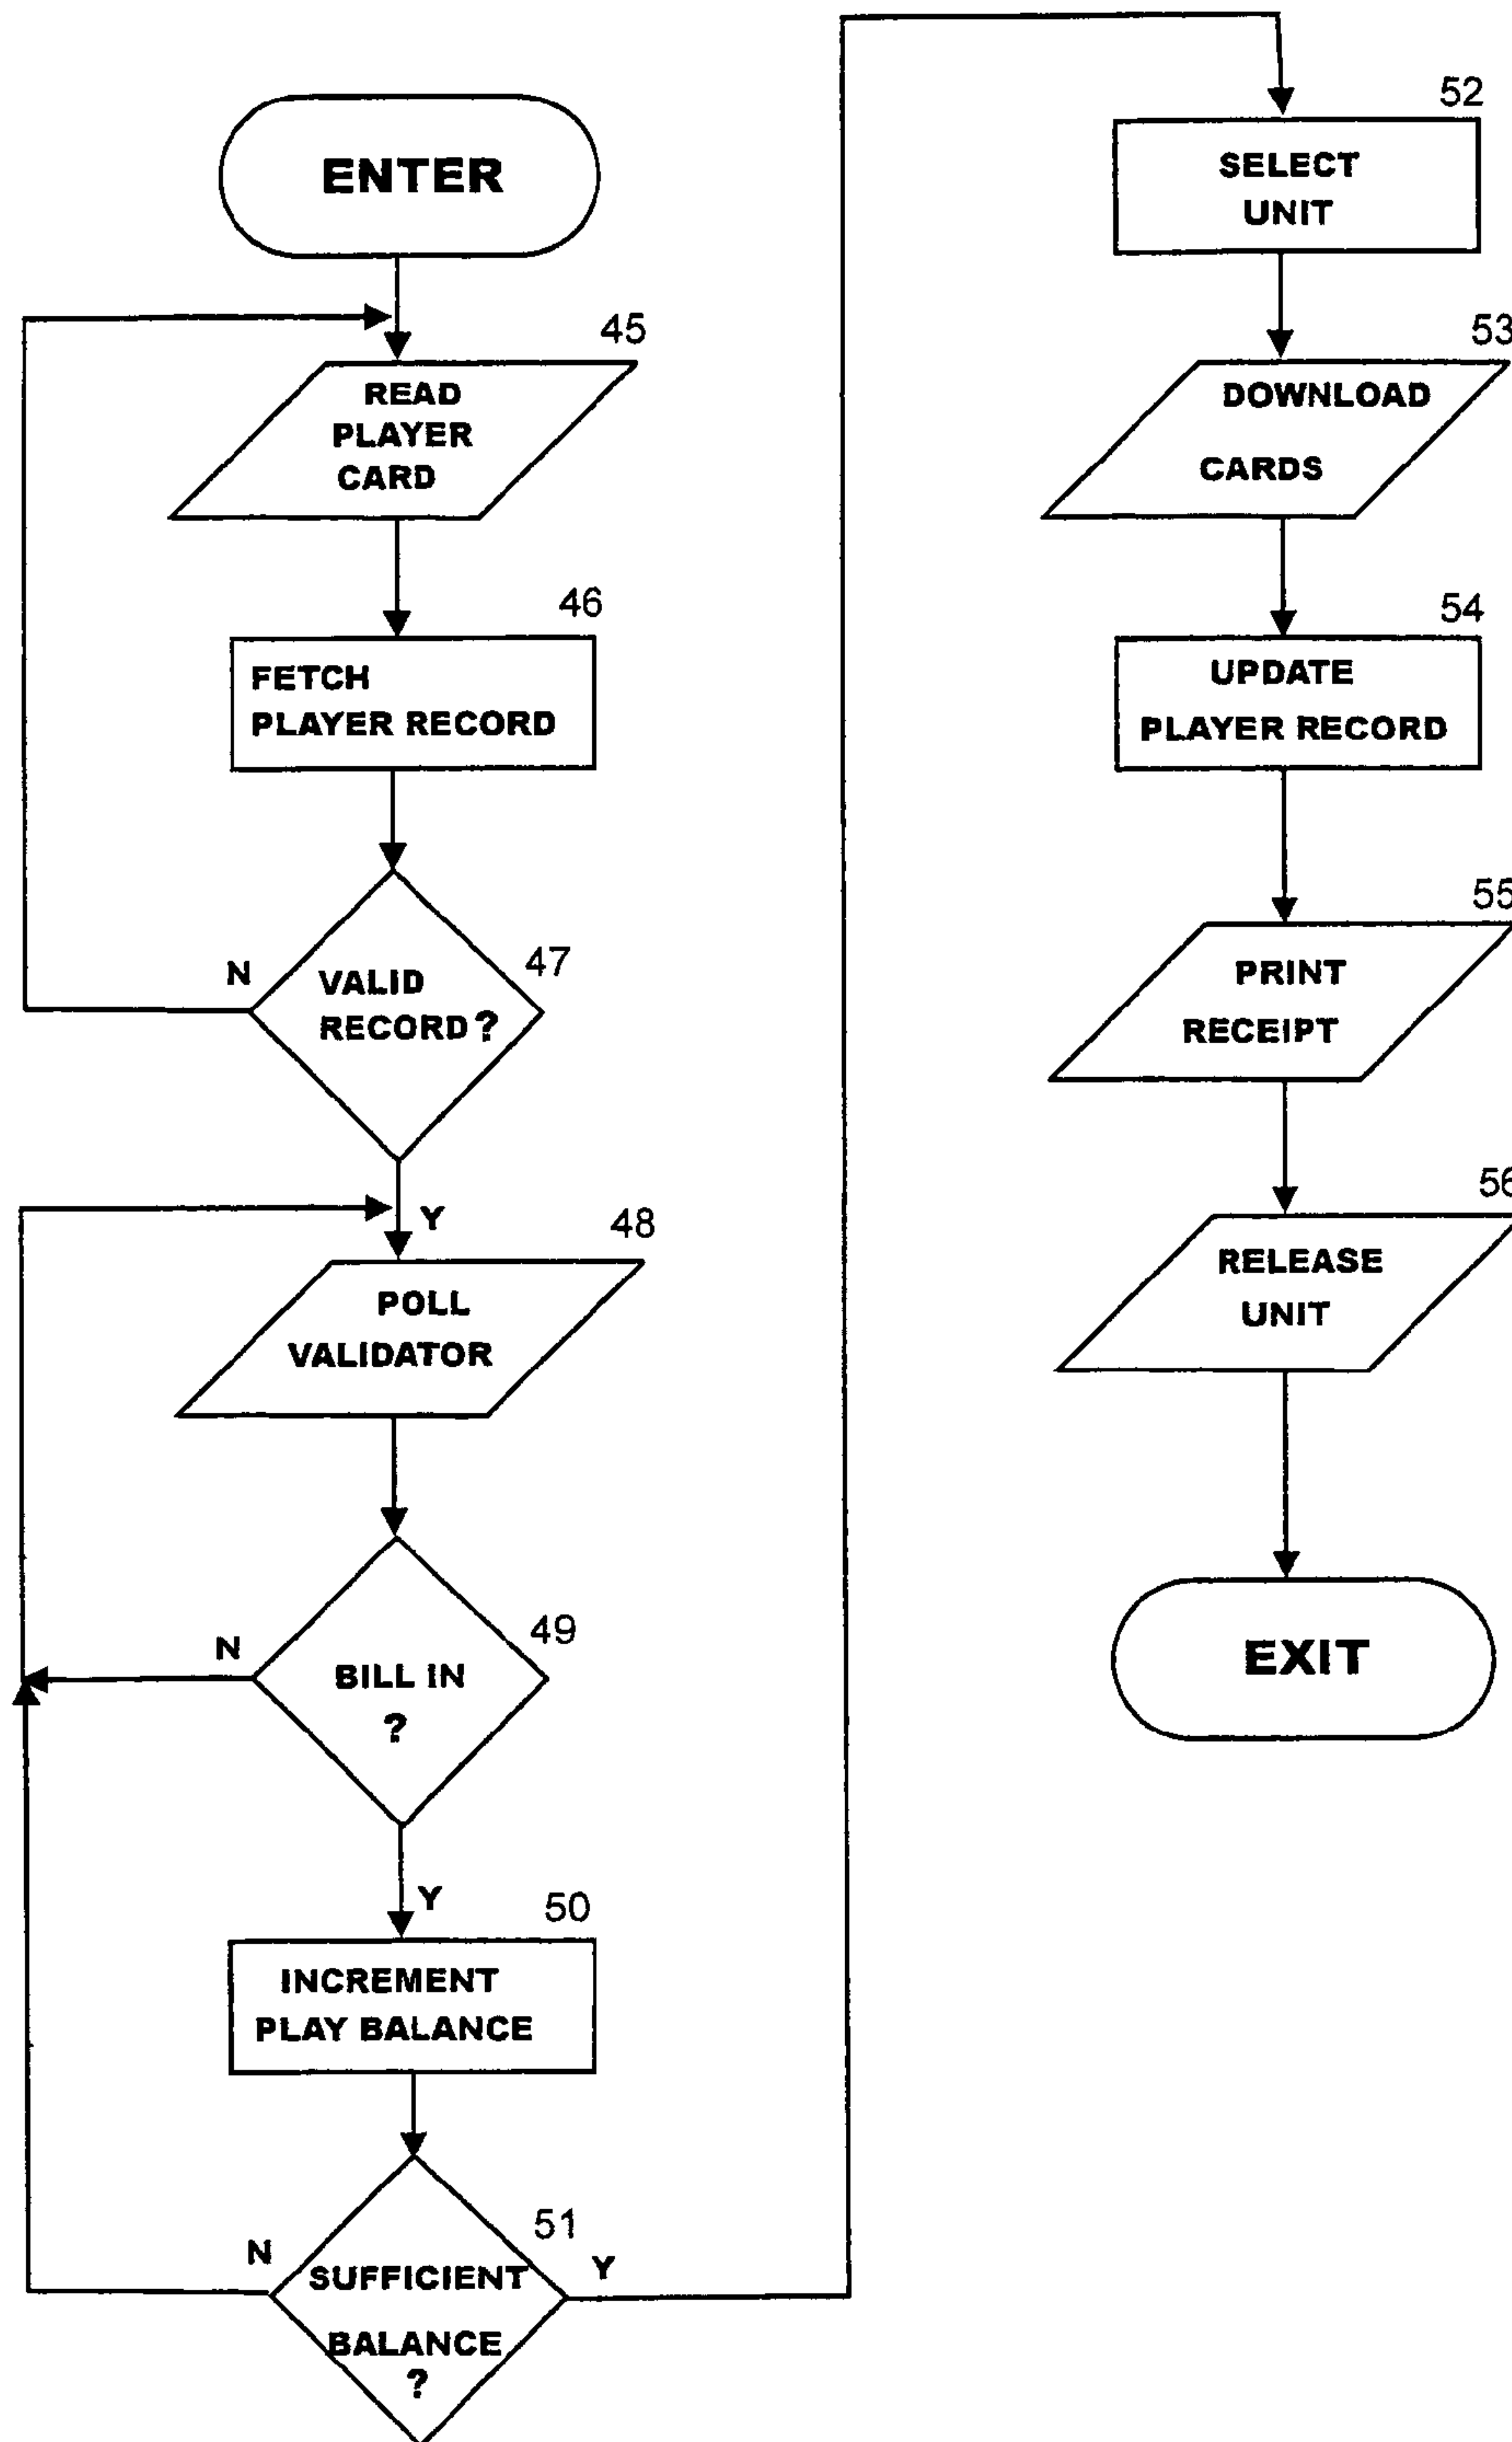 ENTER
45
READ
PLAYER
CARD
46
FETCH
PLAYER RECORD
47
N
VALID
RECORD ?
Y
48
POLL
VALIDATOR
49
N
BILL IN
?
Y
50
INCREMENT
PLAY BALANCE
51
N
SUFFICIENT
Y
BALANCE
?
52
SELECT
UNIT
53
DOWNLOAD
CARDS
54
UPDATE
PLAYER RECORD
55
PRINT
RECEIPT
56
RELEASE
UNIT
EXIT